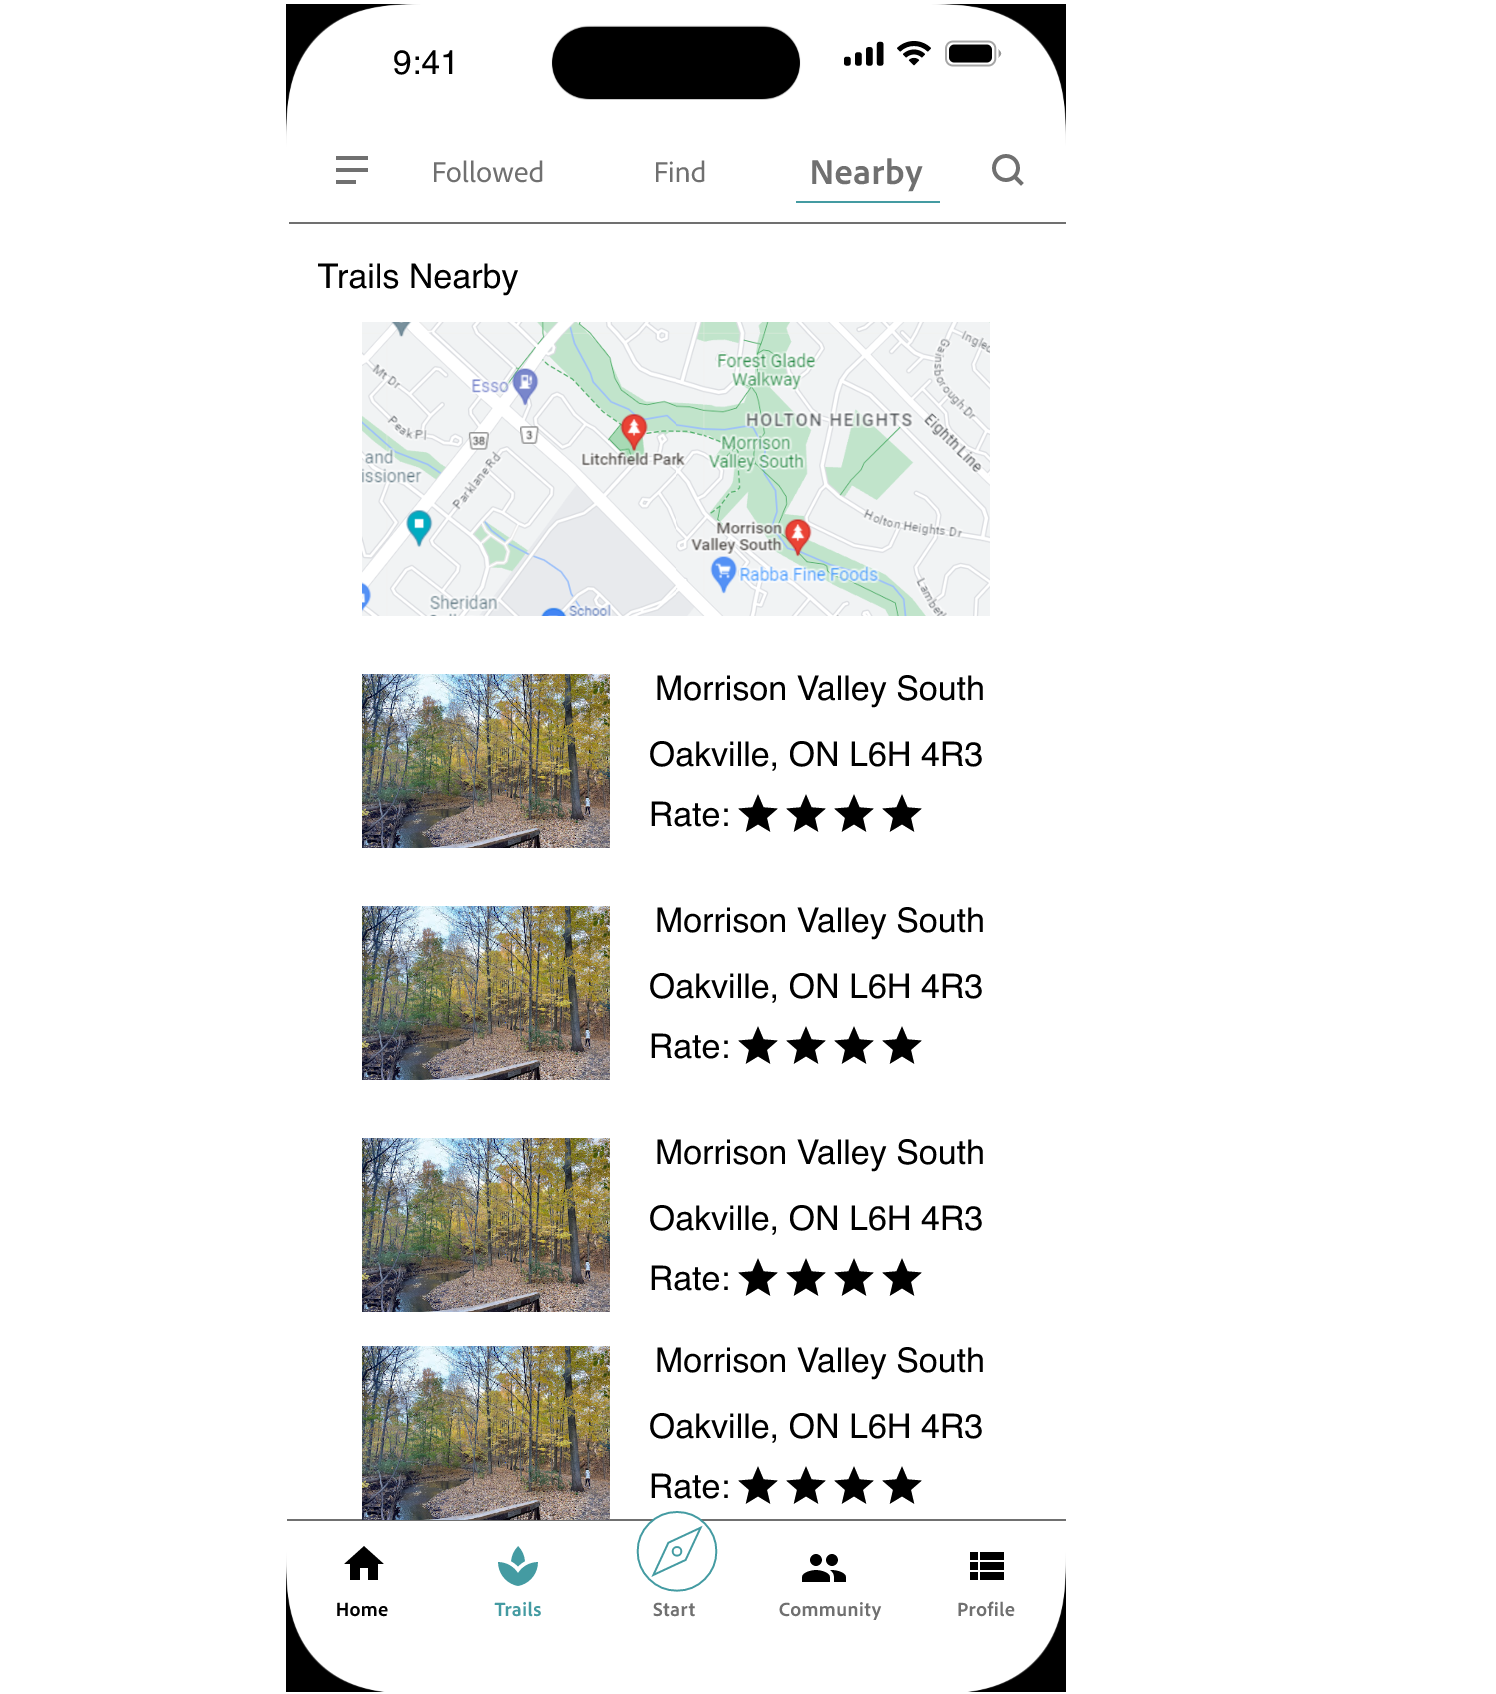 9:41
Followed
Find
Nearby
Trails Nearby
Forest Glade
Walkway
Ingle
Gainsborough Dr
Mt Dr
Esso
HOLTON HEIGHTS
Eighth Line
Peak Pl
38
3
Morrison
Valley South
Litchfield Park
and
issioner
Parklane Rd
Holton Heights Dr
Morrison
Valley South
Rabba Fine Foods
Sheridan
School
Lambet
Morrison Valley South
Oakville, ON L6H 4R3
Rate:
Morrison Valley South
Oakville, ON L6H 4R3
Rate:
Morrison Valley South
Oakville, ON L6H 4R3
Rate:
Morrison Valley South
Oakville, ON L6H 4R3
Rate:
Home
Trails
Start
Community
Profile